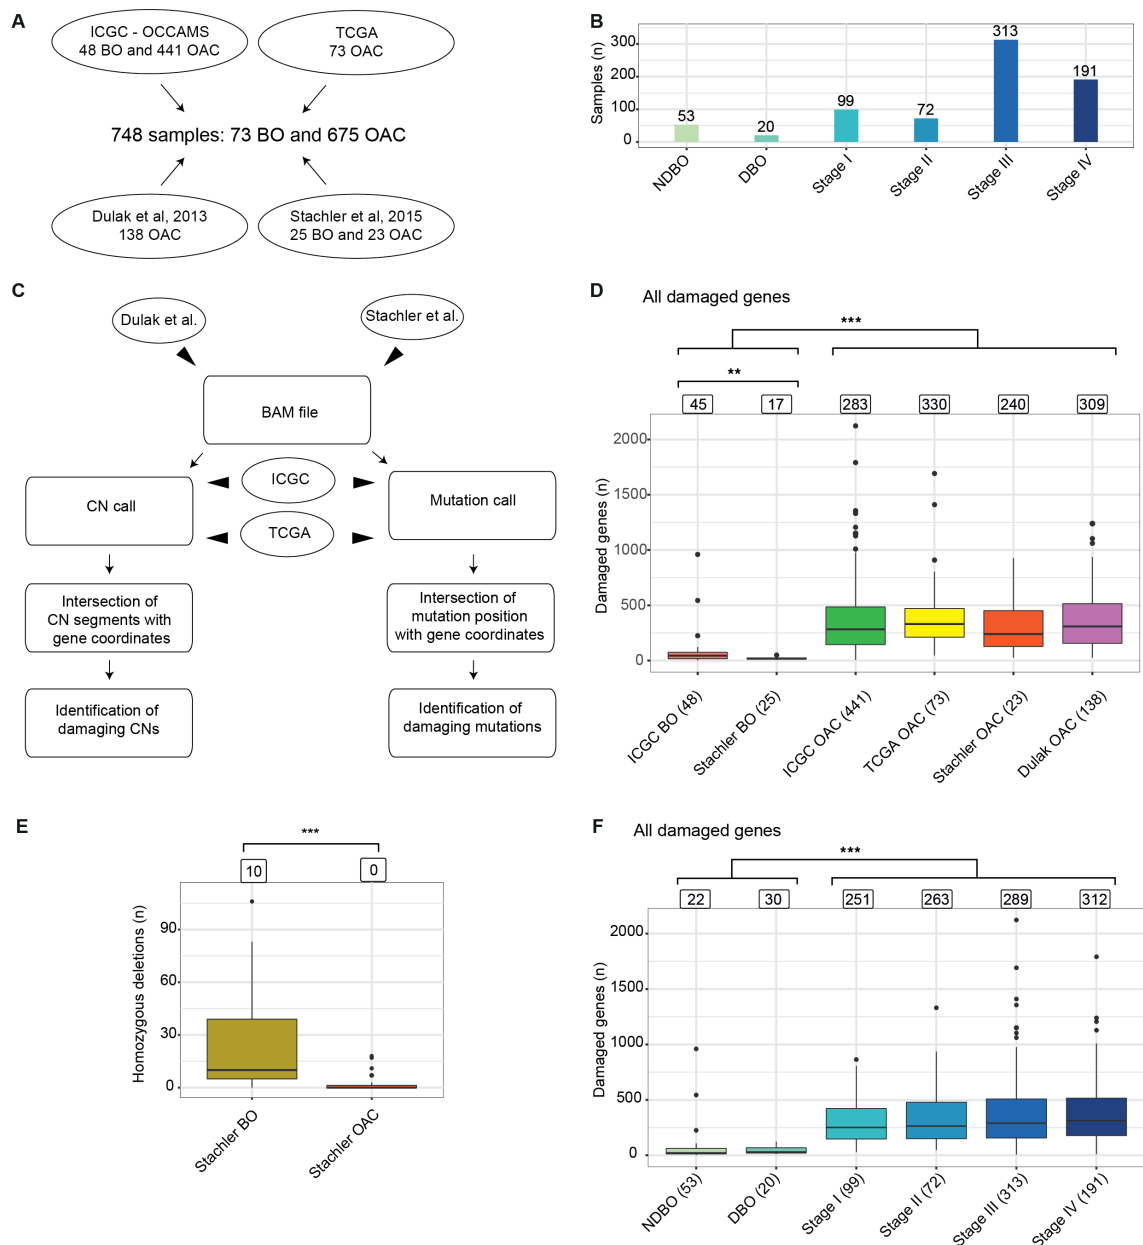 A
ICGC - OCCAMS
48 BO and 441 OAC
TCGA
73 OAC
748 samples: 73 BO and 675 OAC
Dulak et al, 2013
138 OAC
Stachler et al, 2015
25 BO and 23 OAC
B
Samples (n)
300
200
100
0
53
20
99
72
313
191
NDBO
DBO
Stage I
Stage II
Stage III
Stage IV
C
Dulak et al.
Stachler et al.
BAM file
ICGC
TCGA
CN call
Mutation call
Intersection of
CN segments with
gene coordinates
Intersection of
mutation position
with gene coordinates
Identification of
damaging CNs
Identification of
damaging mutations
D
All damaged genes
***
**
45
17
283
330
240
309
Damaged genes (n)
2000
1500
1000
500
0
ICGC BO (48)
Stachler BO (25)
ICGC OAC (441)
TCGA OAC (73)
Stachler OAC (23)
Dulak OAC (138)
E
***
10
0
Homozygous deletions (n)
90
60
30
0
Stachler BO
Stachler OAC
F
All damaged genes
***
22
30
251
263
289
312
Damaged genes (n)
2000
1500
1000
500
0
NDBO (53)
DBO (20)
Stage I (99)
Stage II (72)
Stage III (313)
Stage IV (191)